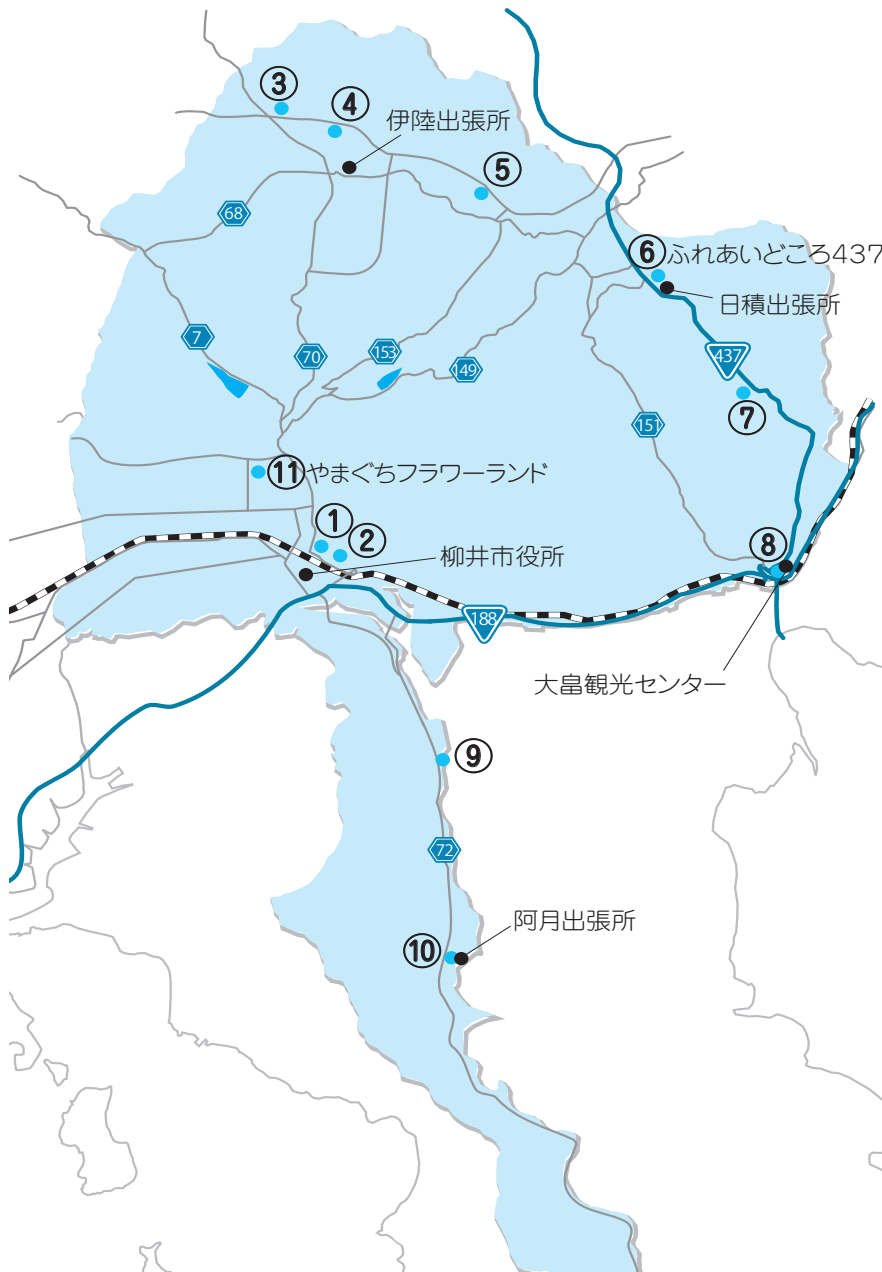 ③
④
伊陸出張所
⑤
68
⑥ふれあいどころ437
日積出張所
7
70
153
149
437
⑦
151
⑪やまぐちフラワーランド
①
②
柳井市役所
⑧
188
大畠観光センター
⑨
72
阿月出張所
⑩